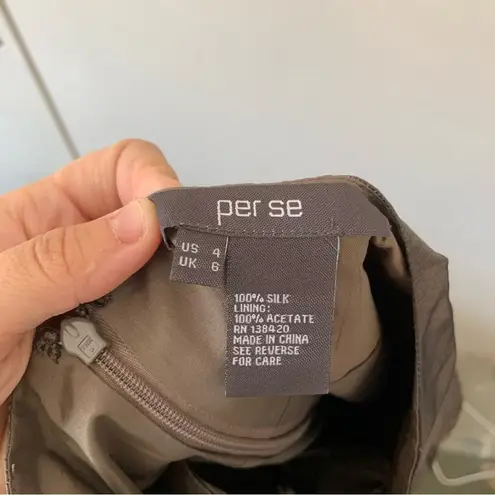 per se
US 4
UK 6
100% SILK
LINING:
100% ACETATE
RN 138420
MADE IN CHINA
SEE REVERSE
FOR CARE